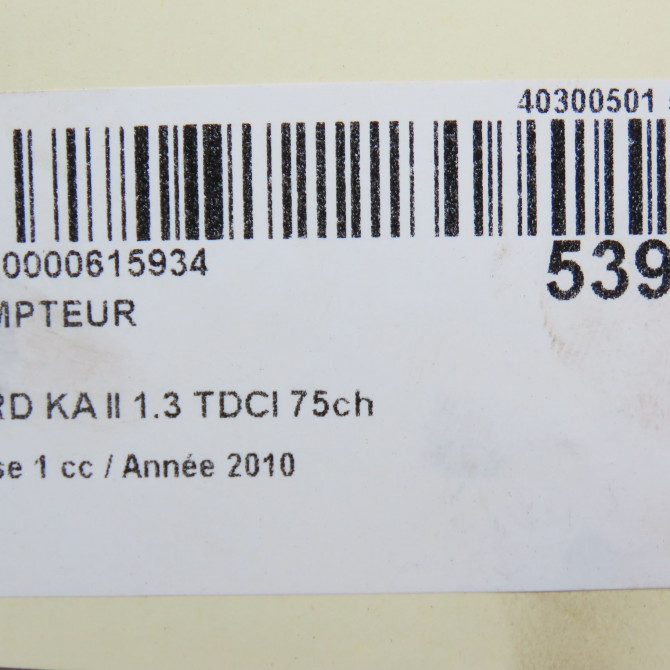 40300501
0000615934
539
MPTEUR
RD KA II 1.3 TDCI 75ch
se 1 cc / Année 2010